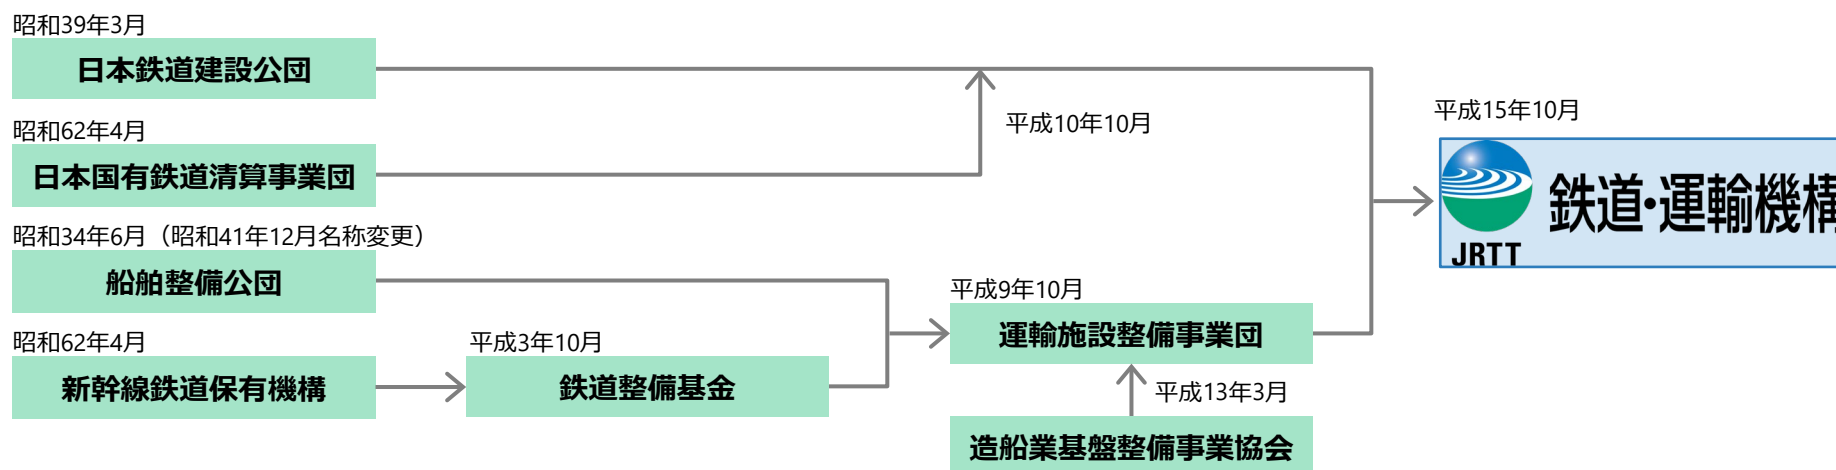 昭和39年3月
日本鉄道建設公団
昭和62年4月
日本国有鉄道清算事業団
平成10年10月
平成15年10月
鉄道・運輸機構
JRTT
昭和34年6月（昭和41年12月名称変更）
船舶整備公団
平成9年10月
運輸施設整備事業団
昭和62年4月
新幹線鉄道保有機構
平成3年10月
鉄道整備基金
平成13年3月
造船業基盤整備事業協会